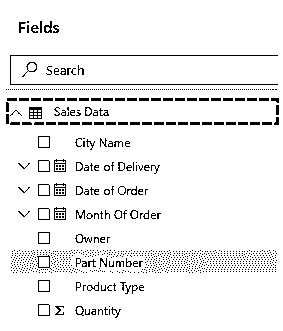 Fields
Search
Sales Data
City Name
Date of Delivery
Date of Order
Month Of Order
Owner
Part Number
Product Type
Σ Quantity